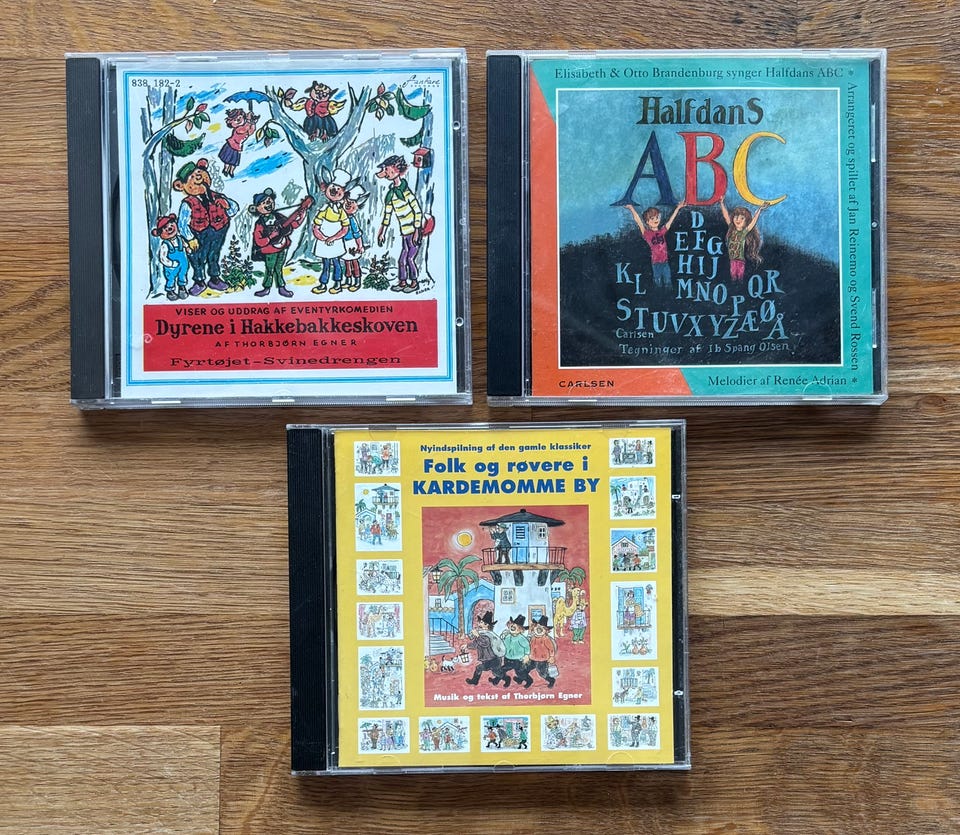 838 182-2
fanfare
VISER OG UDDRAG AF EVENTYRKOMEDIEN
Dyrene i Hakkebakkeskoven
AF THORBJØRN EGNER
Fyrtøjet-Svinedrengen
Elisabeth & Otto Brandenburg synger Halfdans ABC *
Arrangeret og spillet af Jan Reinemo og Svend Rossen
HalfdanS
ABC
D
EFG
HIJ
KL MNOPQR
STUVXYZÆØÅ
Carlsen
Tegninger af Ib Spang Olsen
CARLSEN
Melodier af Renée Adrian *
Nyindspilning af den gamle klassiker
Folk og røvere i
KARDEMOMME BY
Musik og tekst af Thorbjørn Egner